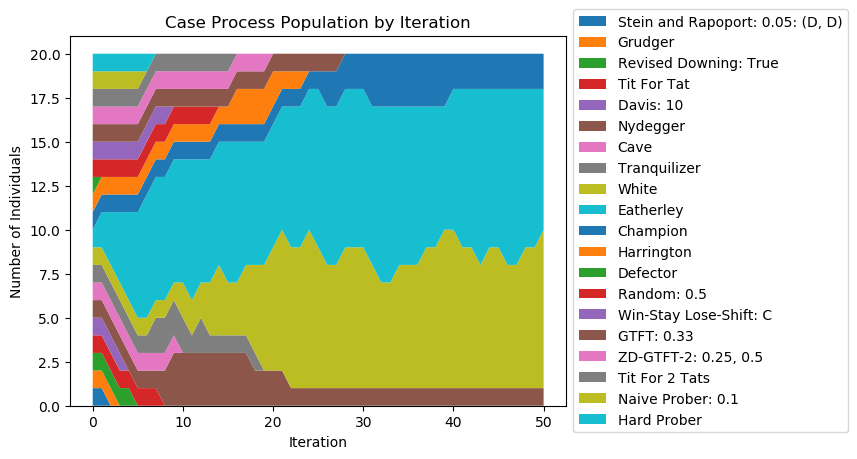 Case Process Population by Iteration
20.0
17.5
15.0
12.5
10.0
7.5
5.0
2.5
0.0
Number of Individuals
0 10 20 30 40 50
Iteration
Stein and Rapoport: 0.05: (D, D)
Grudger
Revised Downing: True
Tit For Tat
Davis: 10
Nydegger
Cave
Tranquilizer
White
Eatherley
Champion
Harrington
Defector
Random: 0.5
Win-Stay Lose-Shift: C
GTFT: 0.33
ZD-GTFT-2: 0.25, 0.5
Tit For 2 Tats
Naive Prober: 0.1
Hard Prober